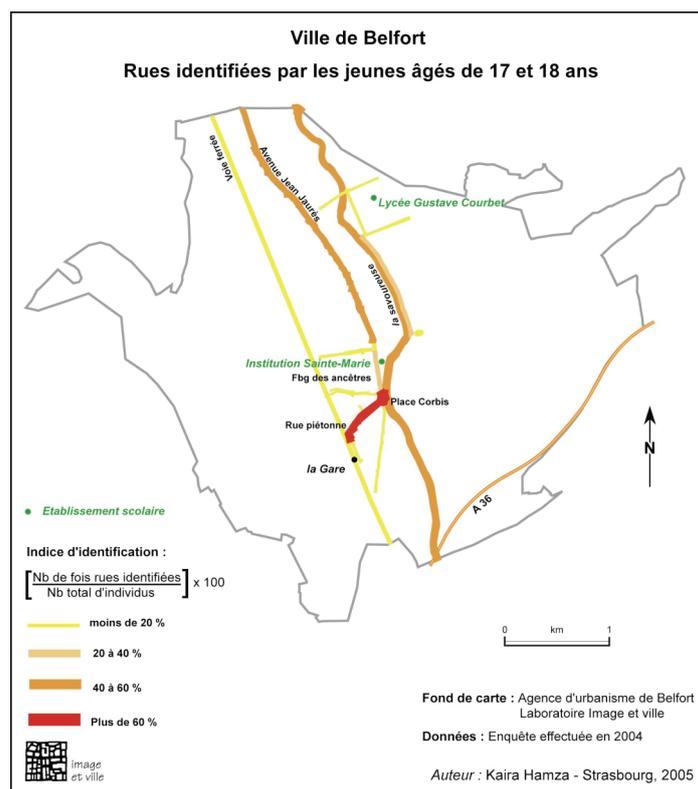 Ville de Belfort
Rues identifiées par les jeunes âgés de 17 et 18 ans
Voie ferrée
Avenue Jean Jaurés
Lycée Gustave Courbet
la savoureuse
Institution Sainte-Marie
Fbg des ancêtres
Place Corbis
Rue piétonne
la Gare
N
A 36
Etablissement scolaire
Indice d'identification :
[Nb de fois rues identifiées
Nb total d'individus] x 100
moins de 20 %
20 à 40 %
40 à 60 %
Plus de 60 %
0 km 1
Fond de carte : Agence d'urbanisme de Belfort
Laboratoire Image et ville
Données : Enquête effectuée en 2004
image
et ville
Auteur : Kaira Hamza - Strasbourg, 2005